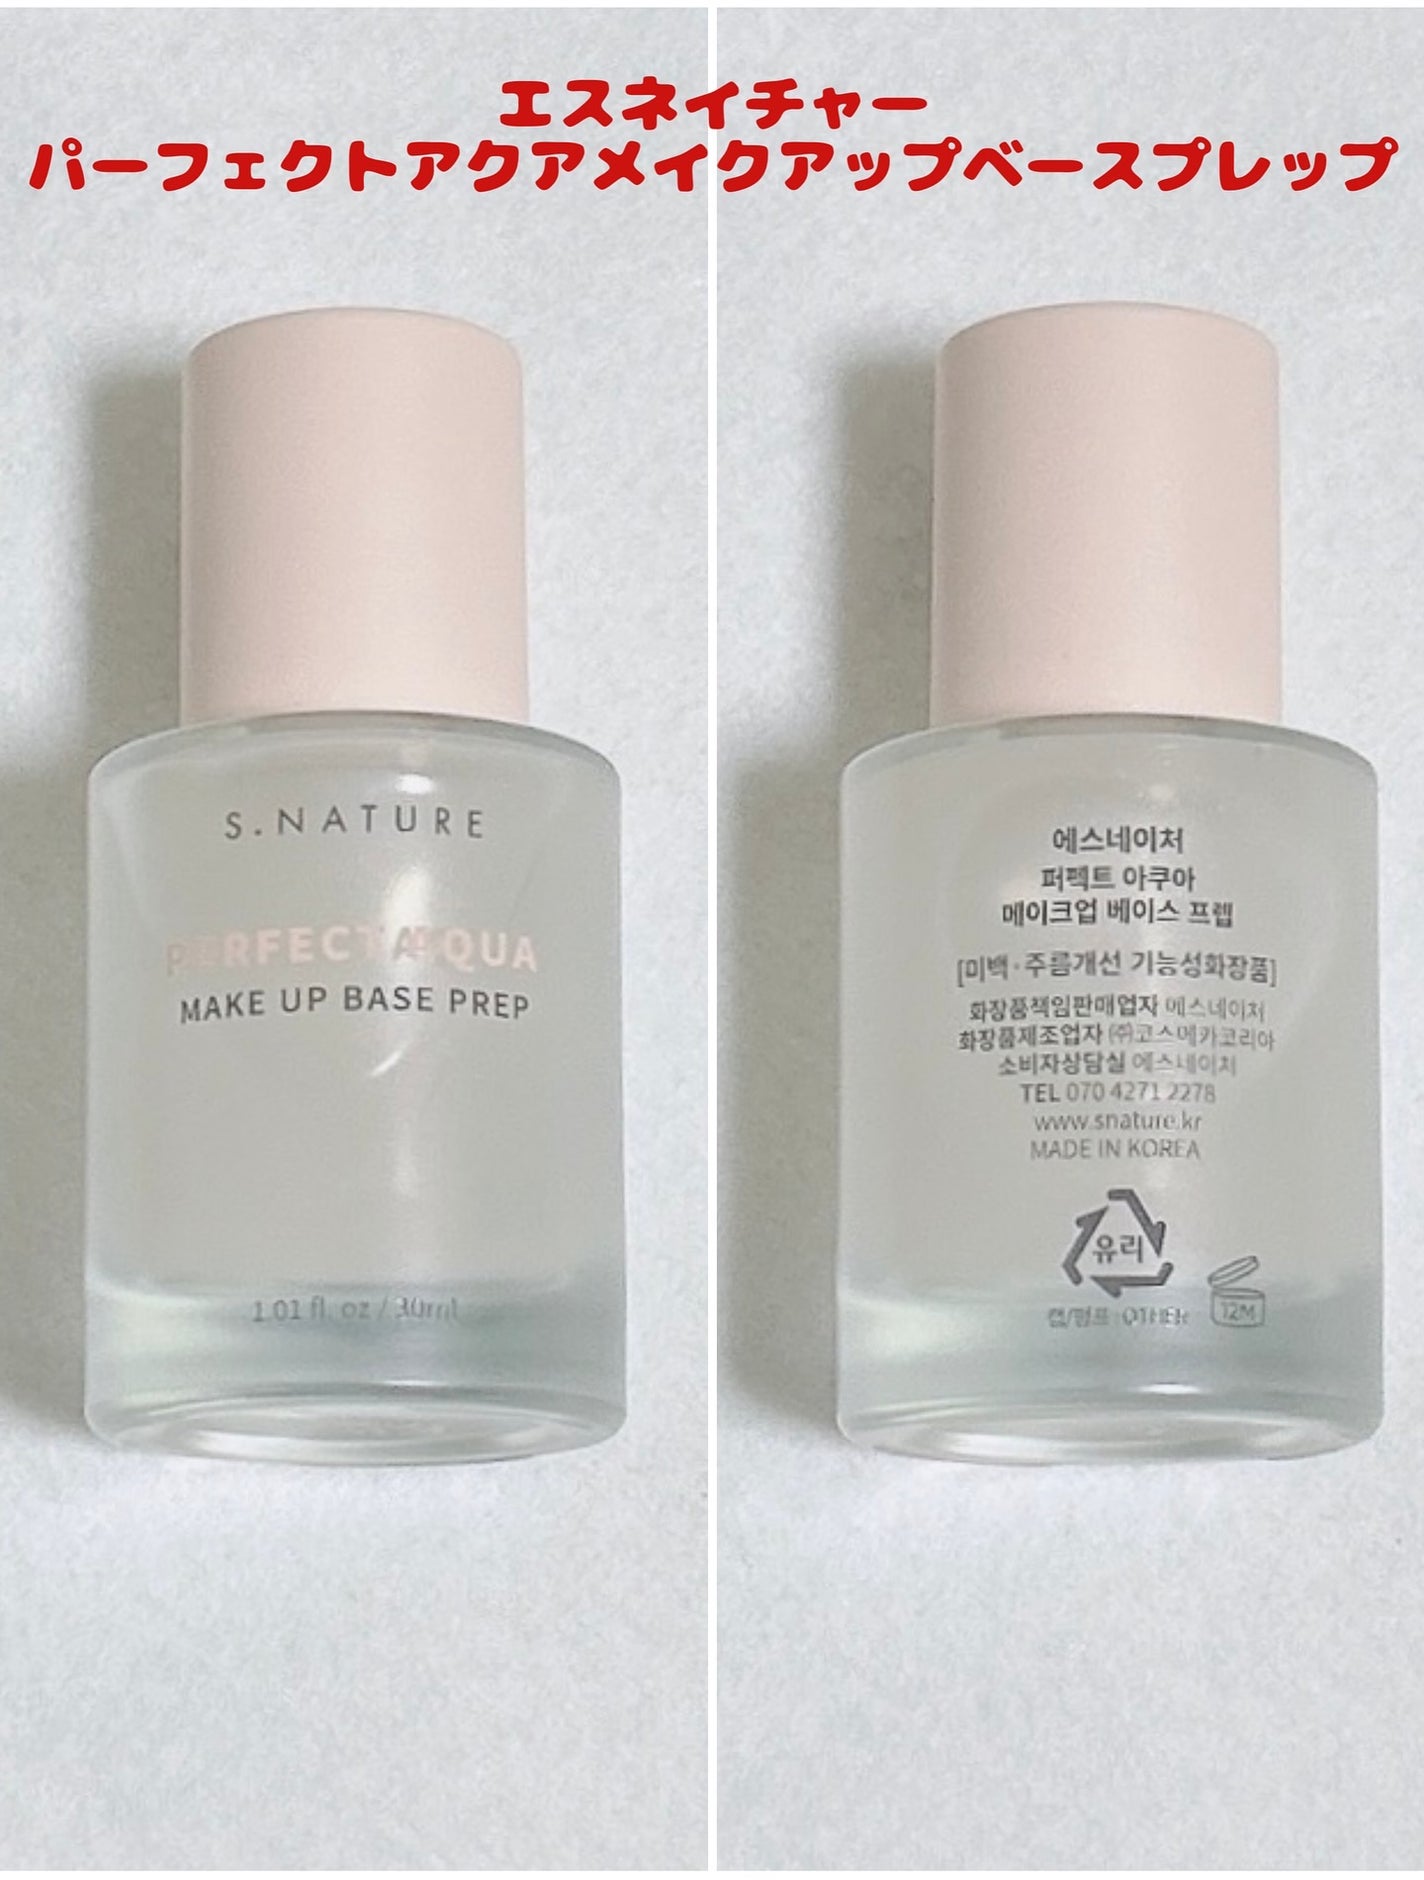 エスネイチャー
パーフェクトアクアメイクアップベースプレップ
S.NATURE
PERFECT AQUA
MAKE UP BASE PREP
1.01 fl. oz / 30ml
에스네이처
퍼펙트 아쿠아
메이크업 베이스 프렙
[미백·주름개선 기능성화장품]
화장품책임판매업자 에스네이처
화장품제조업자 ㈜코스메카코리아
소비자상담실 에스네이처
TEL 070 4271 2278
www.snature.kr
MADE IN KOREA
유리
캡/펌프 : OTHER
12M